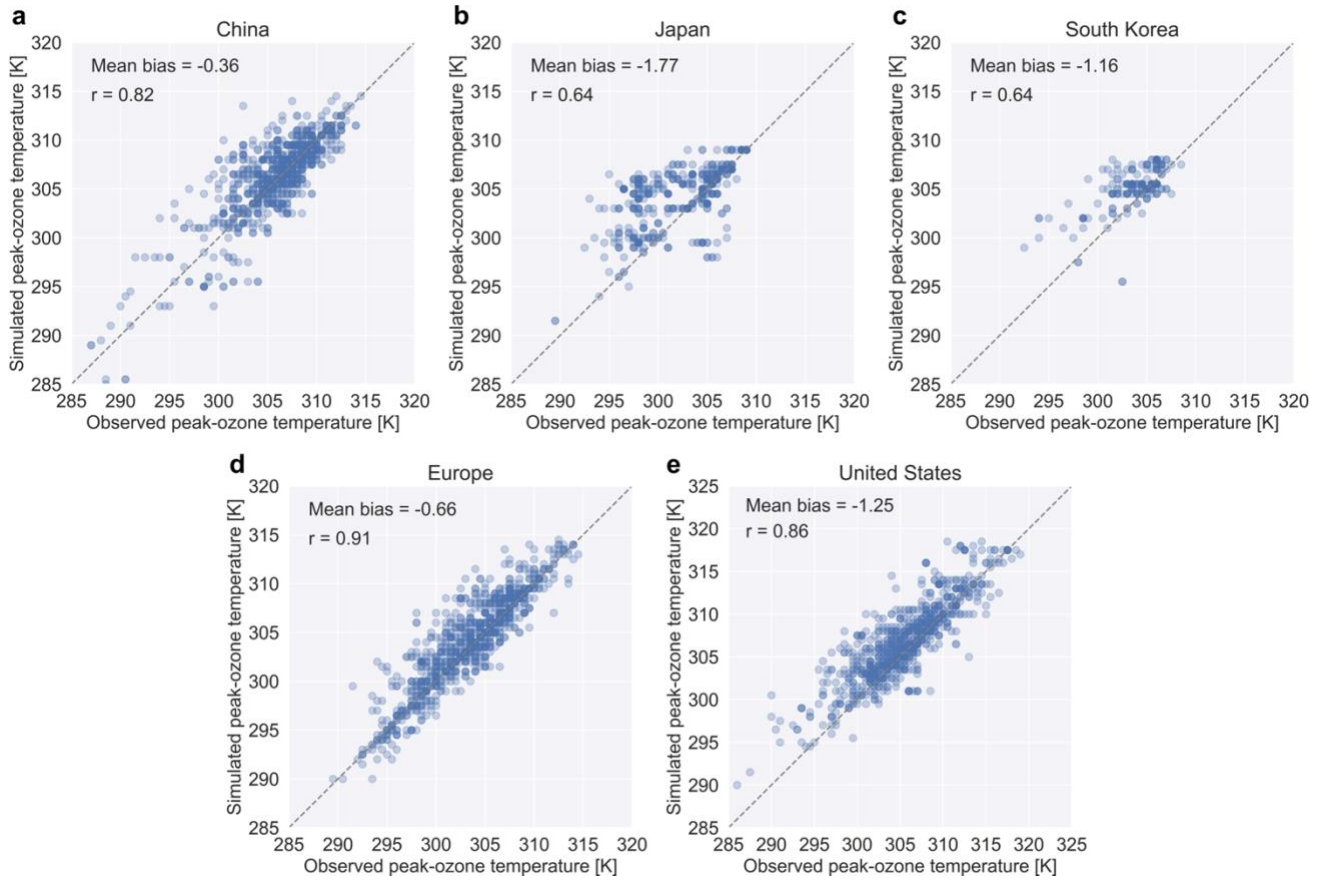 a
China
Mean bias = -0.36
r = 0.82
Simulated peak-ozone temperature [K]
320
315
310
305
300
295
290
285
285 290 295 300 305 310 315 320
Observed peak-ozone temperature [K]
b
Japan
Mean bias = -1.77
r = 0.64
Simulated peak-ozone temperature [K]
320
315
310
305
300
295
290
285
285 290 295 300 305 310 315 320
Observed peak-ozone temperature [K]
c
South Korea
Mean bias = -1.16
r = 0.64
Simulated peak-ozone temperature [K]
320
315
310
305
300
295
290
285
285 290 295 300 305 310 315 320
Observed peak-ozone temperature [K]
d
Europe
Mean bias = -0.66
r = 0.91
Simulated peak-ozone temperature [K]
320
315
310
305
300
295
290
285
285 290 295 300 305 310 315 320
Observed peak-ozone temperature [K]
e
United States
Mean bias = -1.25
r = 0.86
Simulated peak-ozone temperature [K]
325
320
315
310
305
300
295
290
285
285 290 295 300 305 310 315 320 325
Observed peak-ozone temperature [K]